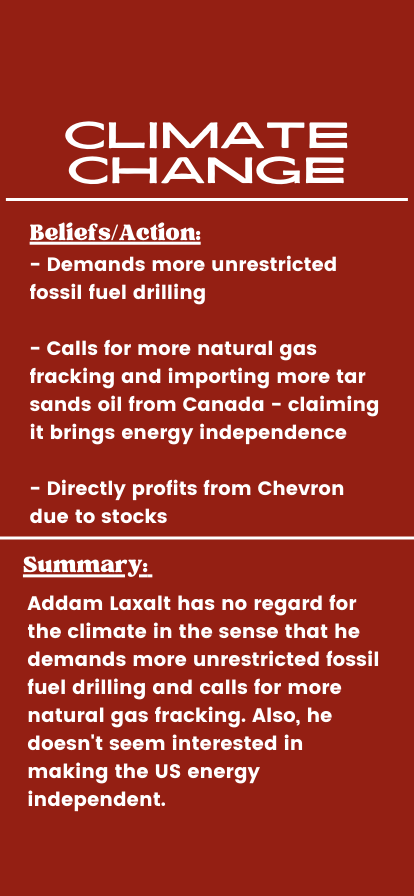 CLIMATE
CHANGE
Beliefs/Action:
- Demands more unrestricted
fossil fuel drilling
- Calls for more natural gas
fracking and importing more tar
sands oil from Canada - claiming
it brings energy independence
- Directly profits from Chevron
due to stocks
Summary:
Addam Laxalt has no regard for
the climate in the sense that he
demands more unrestricted fossil
fuel drilling and calls for more
natural gas fracking. Also, he
doesn't seem interested in
making the US energy
independent.